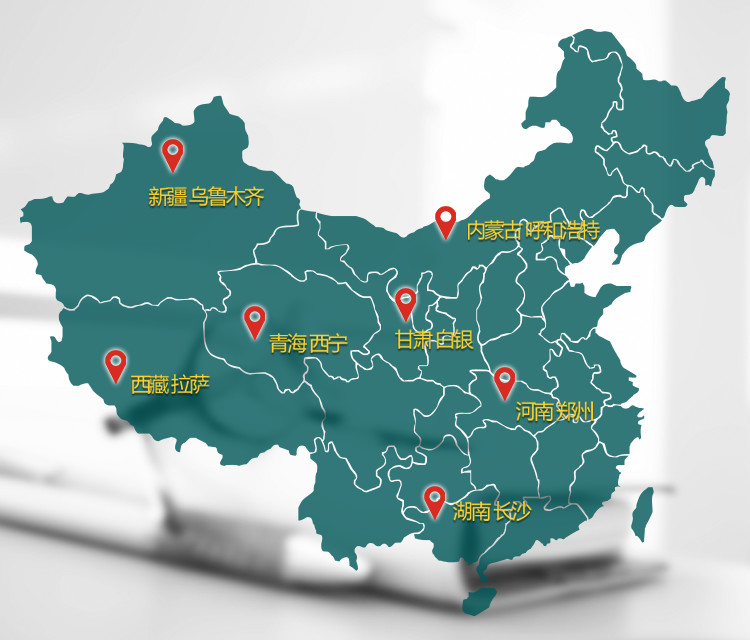 新疆 乌鲁木齐
内蒙古 呼和浩特
甘肃 白银
青海 西宁
西藏 拉萨
河南 郑州
湖南 长沙